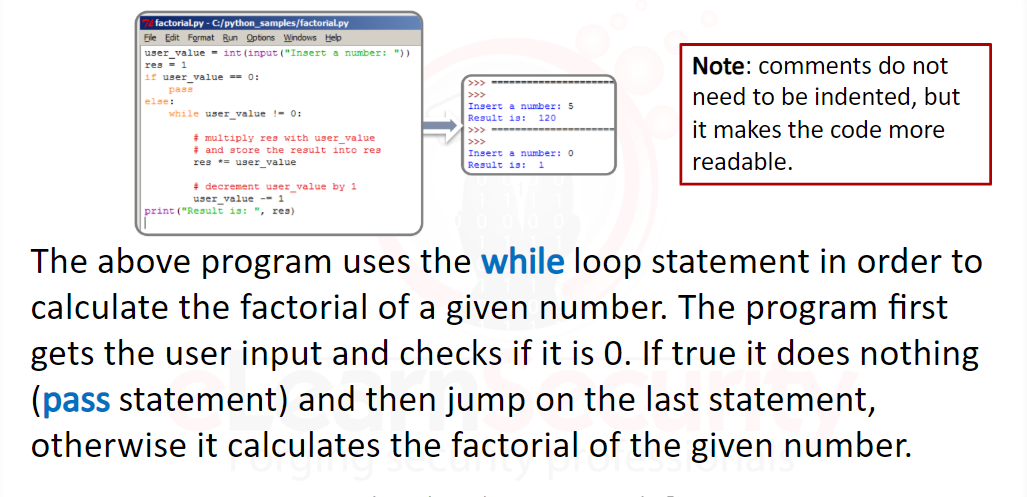 factorial.py - C:/python_samples/factorial.py
File Edit Format Run Options Windows Help
user_value = int(input("Insert a number: "))
res = 1
if user_value == 0:
pass
else:
while user_value != 0:
# multiply res with user_value
# and store the result into res
res *= user_value
# decrement user_value by 1
user_value -= 1
print("Result is: ", res)
>>> ================================
>>>
Insert a number: 5
Result is: 120
>>> ================================
>>>
Insert a number: 0
Result is: 1
Note: comments do not
need to be indented, but
it makes the code more
readable.
The above program uses the while loop statement in order to
calculate the factorial of a given number. The program first
gets the user input and checks if it is 0. If true it does nothing
(pass statement) and then jump on the last statement,
otherwise it calculates the factorial of the given number.
eLearnSecurity
Forging security professionals